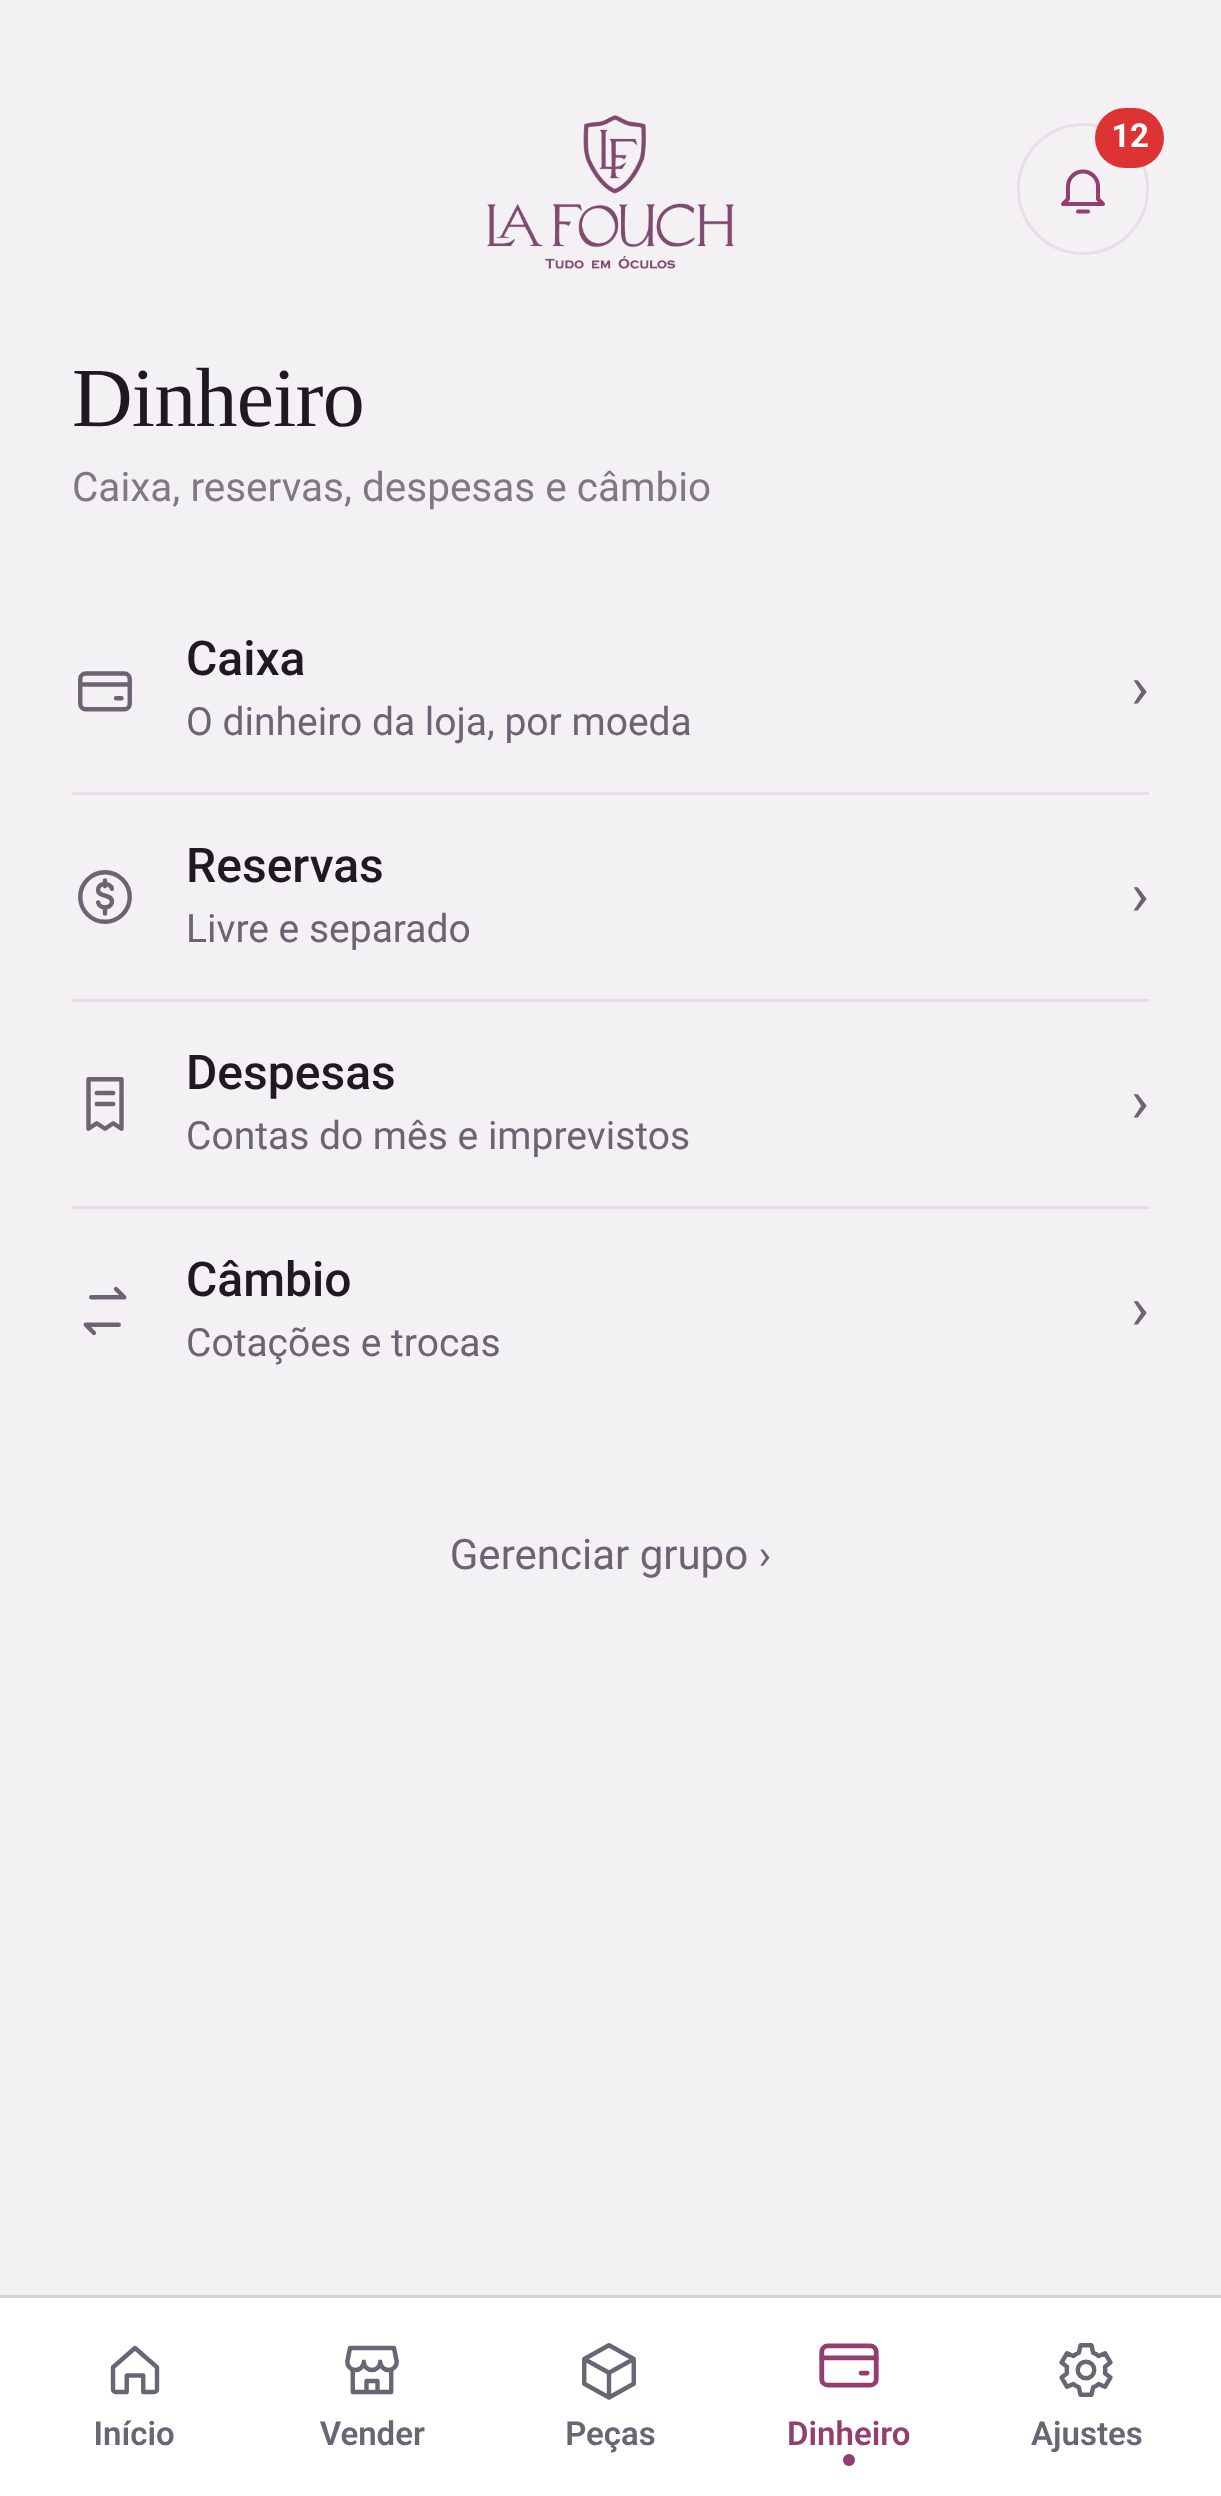 LF
LA FOUCH
Tudo em Óculos
12
Dinheiro
Caixa, reservas, despesas e câmbio
Caixa
O dinheiro da loja, por moeda
›
Reservas
Livre e separado
›
Despesas
Contas do mês e imprevistos
›
Câmbio
Cotações e trocas
›
Gerenciar grupo ›
Início
Vender
Peças
Dinheiro
Ajustes